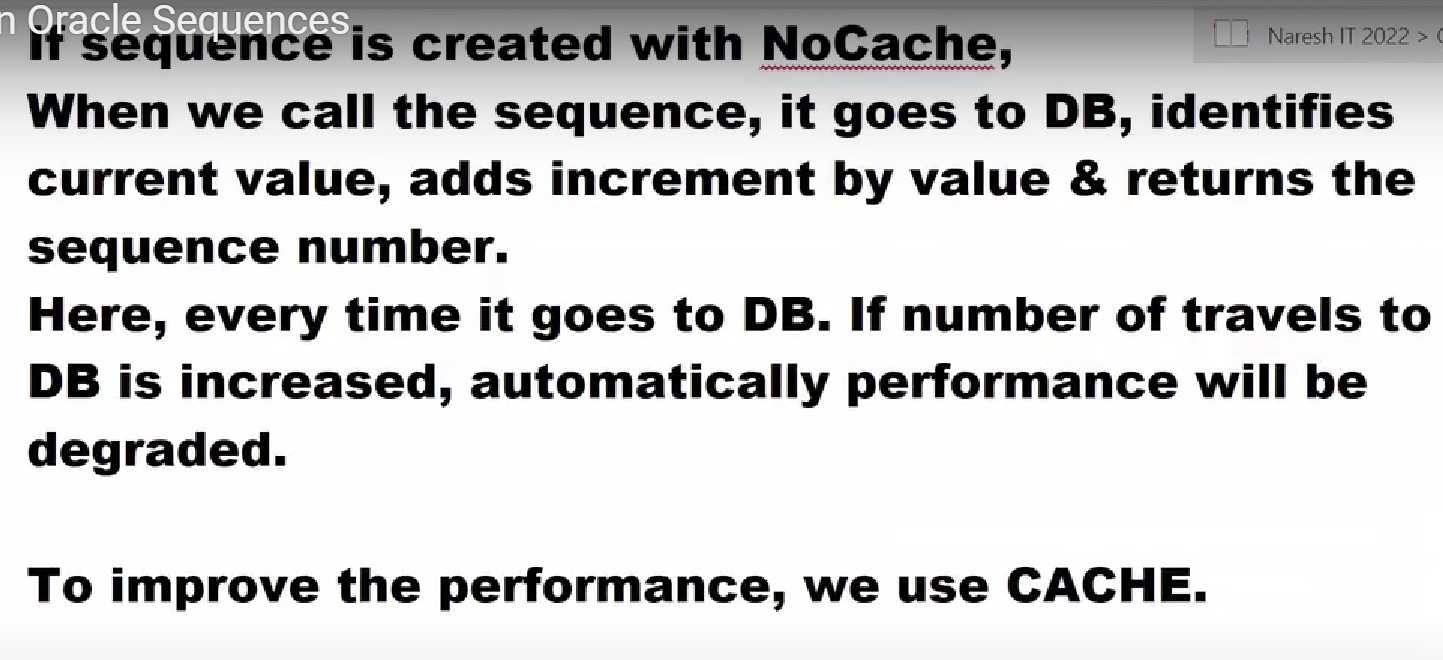 n Oracle Sequences
If sequence is created with NoCache,
Naresh IT 2022 >
When we call the sequence, it goes to DB, identifies
current value, adds increment by value & returns the
sequence number.
Here, every time it goes to DB. If number of travels to
DB is increased, automatically performance will be
degraded.
To improve the performance, we use CACHE.